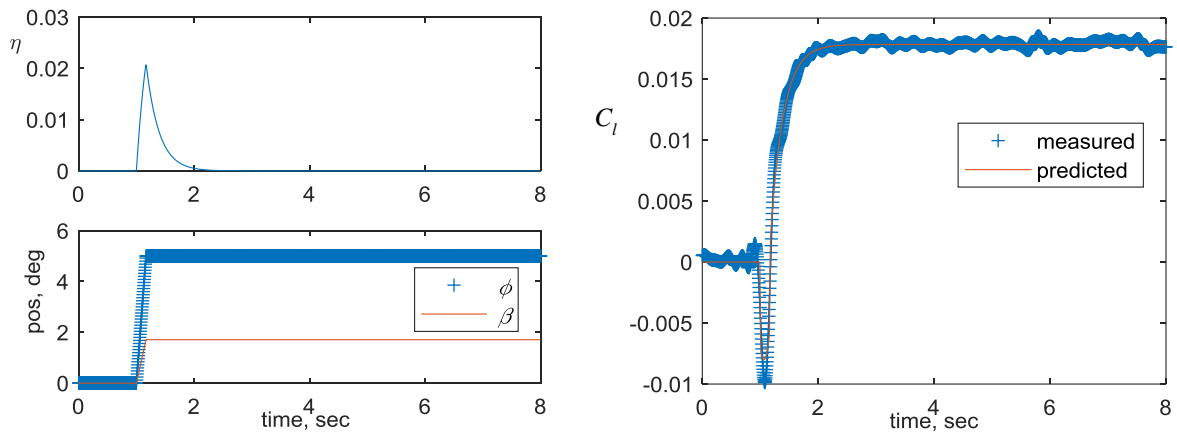 0.03
η
0.02
0.01
0
0 2 4 6 8
6
4
2
0
pos, deg
ϕ
β
0 2 4 6 8
time, sec
0.02
0.015
0.01
0.005
0
-0.005
-0.01
C_l
measured
predicted
0 2 4 6 8
time, sec